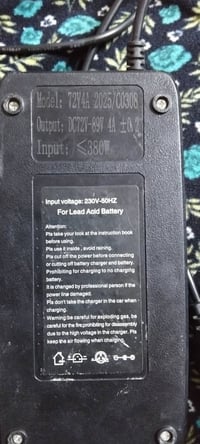 Model: 72V4A 2025/C0308
Output: DC72V-89V 4A ±0.2
Input: ≤380W
Input voltage: 230V-50HZ
For Lead Acid Battery
Attention:
Pls take your look at the instruction book
before using.
Pls use it inside , avoid raining.
Pls cut off the power before connecting
or cutting off battery charger and battery.
Prohibiting for charging to no charging
battery.
It is changed by professional person if the
power line damaged.
Pls don't take the charger in the car when
charging.
Warning be careful for exploding gas, be
careful for the fire,prohibiting for disassembly
due to the high voltage in the charger. Pls
keep the air flowing when charging.